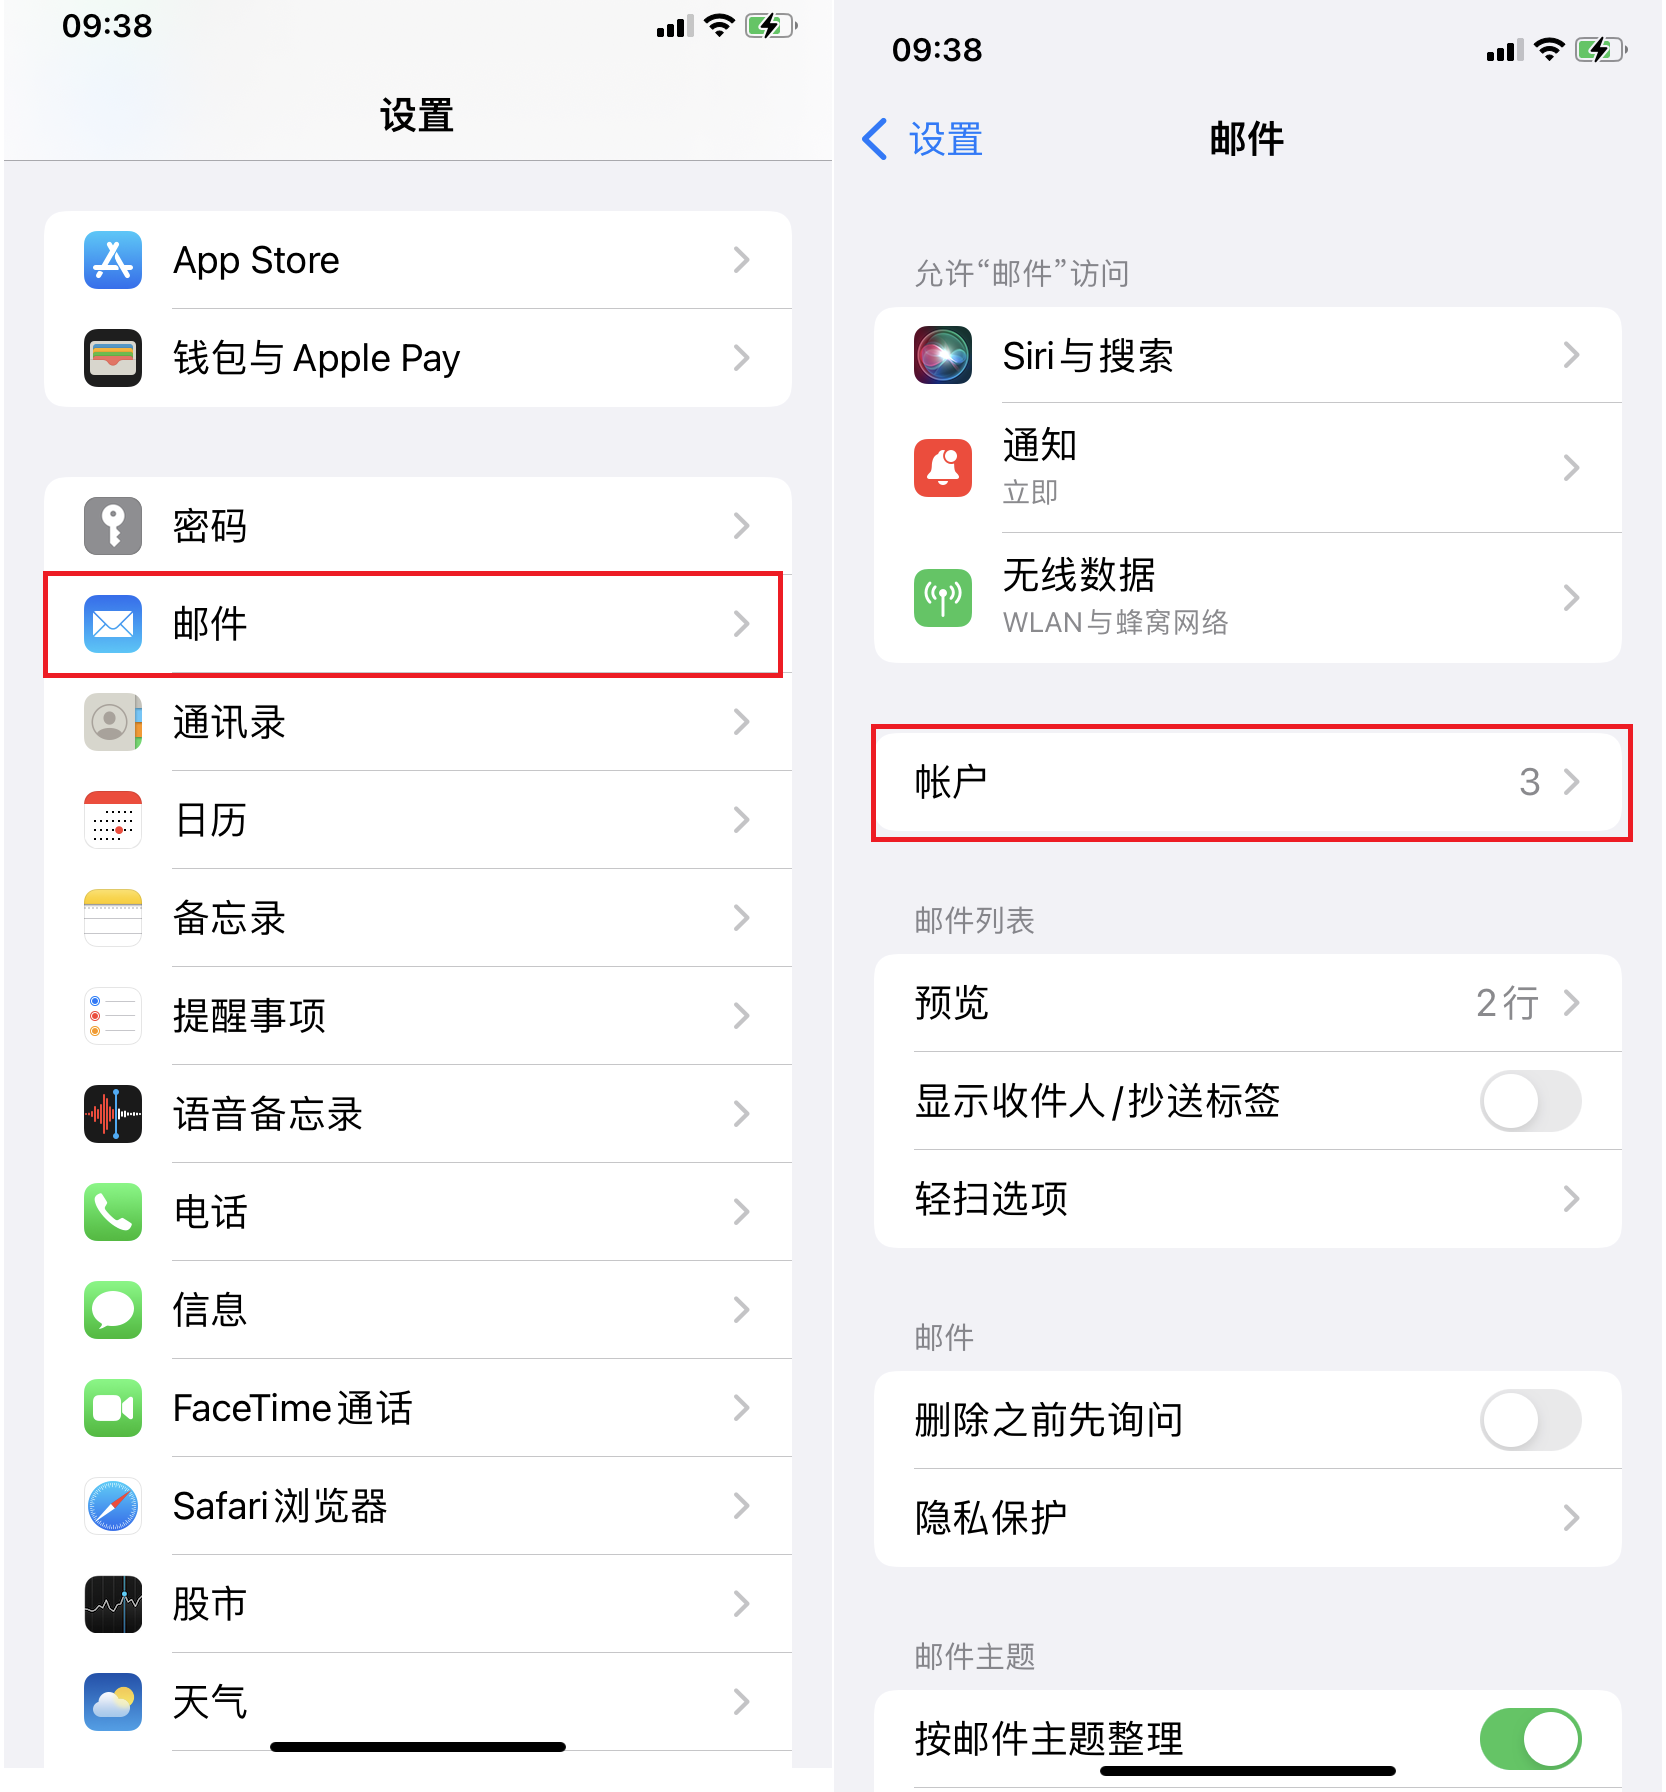 09:38
设置
App Store
钱包与 Apple Pay
密码
邮件
通讯录
日历
备忘录
提醒事项
语音备忘录
电话
信息
FaceTime通话
Safari浏览器
股市
天气
09:38
设置
邮件
允许“邮件”访问
Siri与搜索
通知
立即
无线数据
WLAN与蜂窝网络
帐户 3
邮件列表
预览 2行
显示收件人/抄送标签
轻扫选项
邮件
删除之前先询问
隐私保护
邮件主题
按邮件主题整理